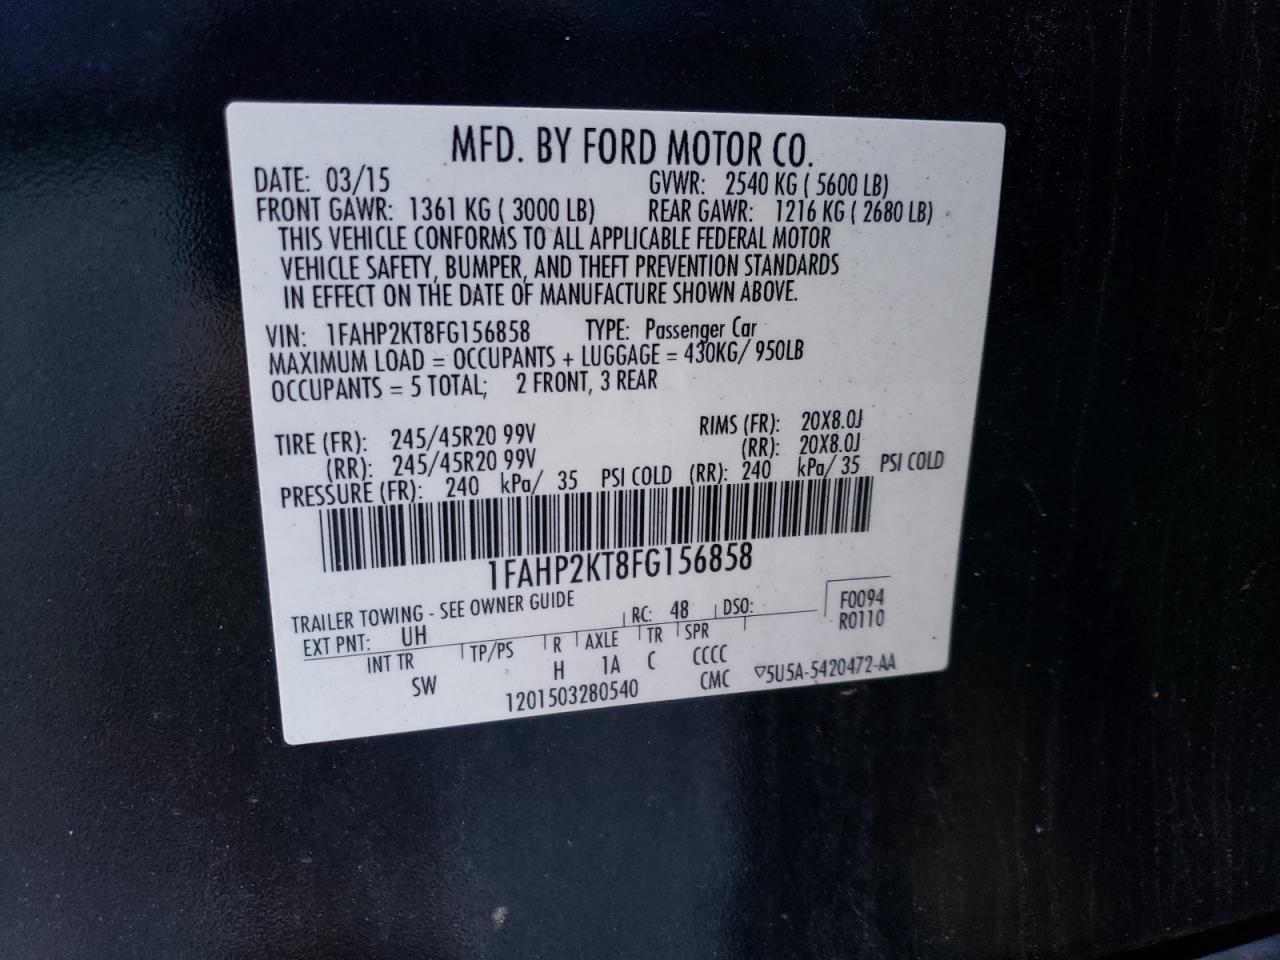 MFD. BY FORD MOTOR CO.
DATE: 03/15 GVWR: 2540 KG ( 5600 LB)
FRONT GAWR: 1361 KG ( 3000 LB) REAR GAWR: 1216 KG ( 2680 LB)
THIS VEHICLE CONFORMS TO ALL APPLICABLE FEDERAL MOTOR
VEHICLE SAFETY, BUMPER, AND THEFT PREVENTION STANDARDS
IN EFFECT ON THE DATE OF MANUFACTURE SHOWN ABOVE.
VIN: 1FAHP2KT8FG156858 TYPE: Passenger Car
MAXIMUM LOAD = OCCUPANTS + LUGGAGE = 430KG/ 950LB
OCCUPANTS = 5 TOTAL; 2 FRONT, 3 REAR
TIRE (FR): 245/45R20 99V RIMS (FR): 20X8.0J
(RR): 245/45R20 99V (RR): 20X8.0J
PRESSURE (FR): 240 kPa/ 35 PSI COLD (RR): 240 kPa/ 35 PSI COLD
1FAHP2KT8FG156858
TRAILER TOWING - SEE OWNER GUIDE
EXT PNT: UH RC: 48 DSO: F0094
R0110
INT TR TP/PS R AXLE TR SPR
SW H 1A C CCCC
1201503280540 CMC ▽5U5A-5420472-AA